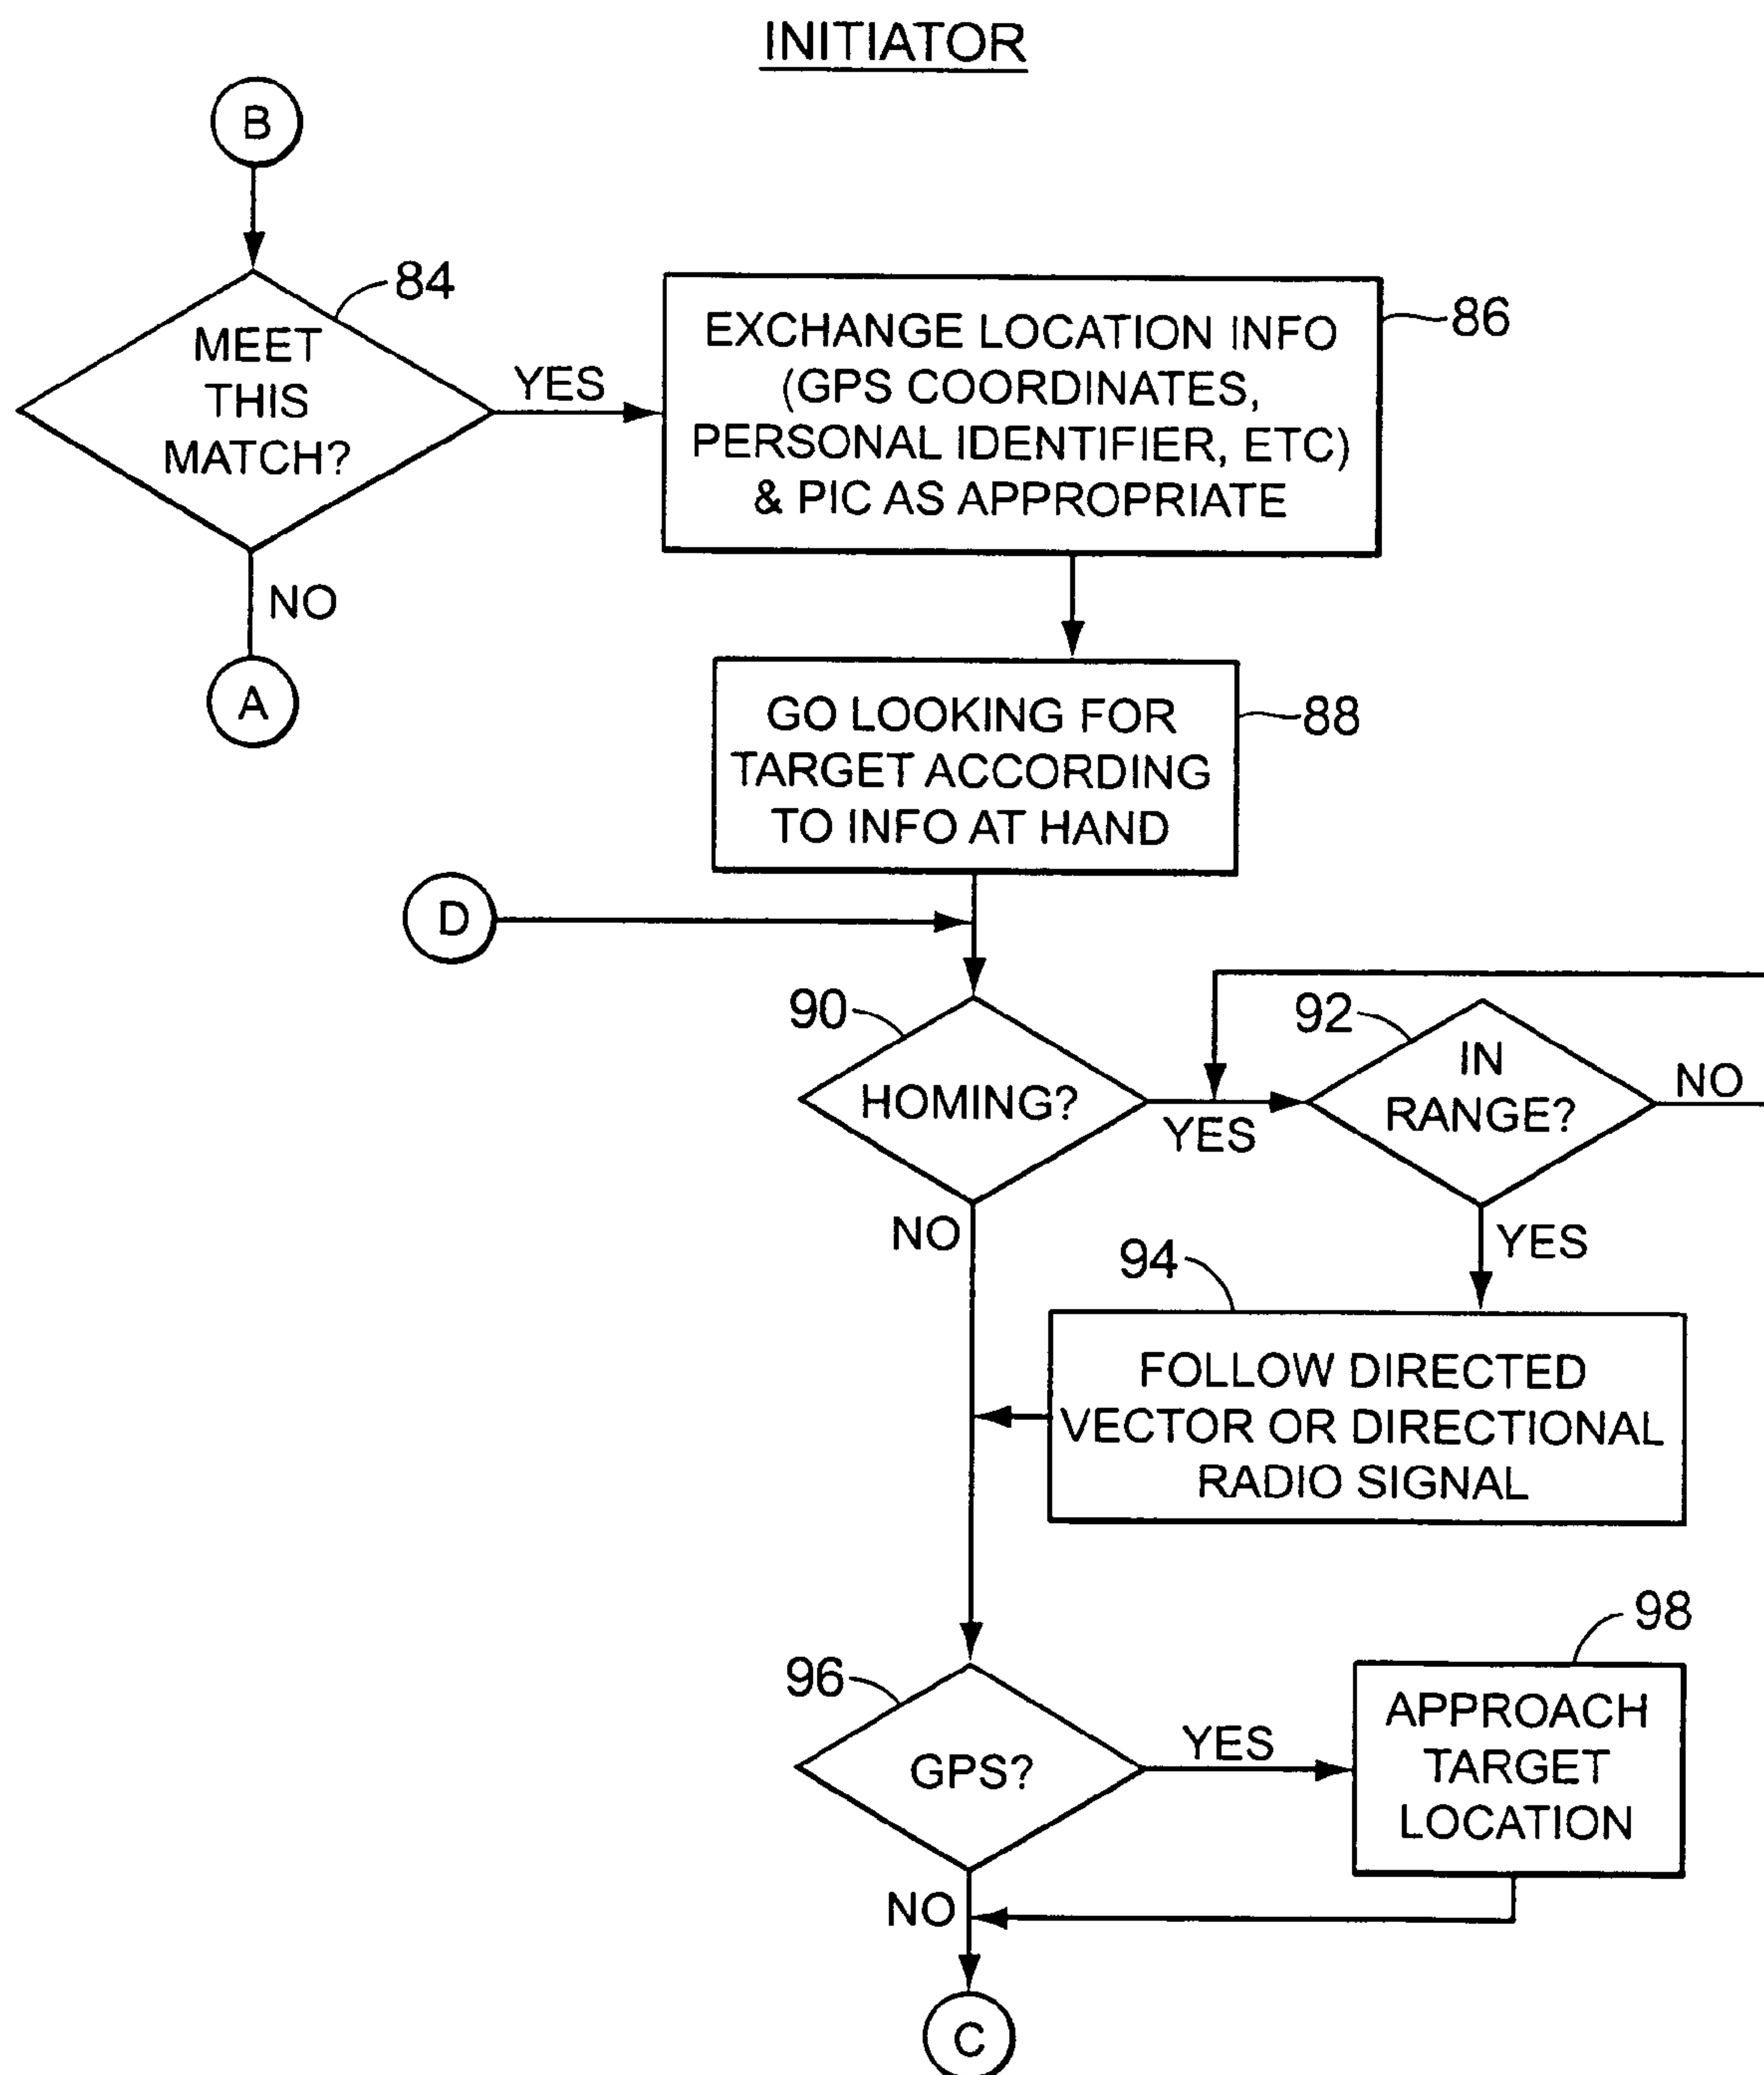 INITIATOR
B
84
MEET
THIS
MATCH?
YES
NO
A
EXCHANGE LOCATION INFO
(GPS COORDINATES,
PERSONAL IDENTIFIER, ETC)
& PIC AS APPROPRIATE
86
GO LOOKING FOR
TARGET ACCORDING
TO INFO AT HAND
88
D
90
HOMING?
YES
NO
92
IN
RANGE?
NO
YES
94
FOLLOW DIRECTED
VECTOR OR DIRECTIONAL
RADIO SIGNAL
96
GPS?
YES
NO
98
APPROACH
TARGET
LOCATION
C